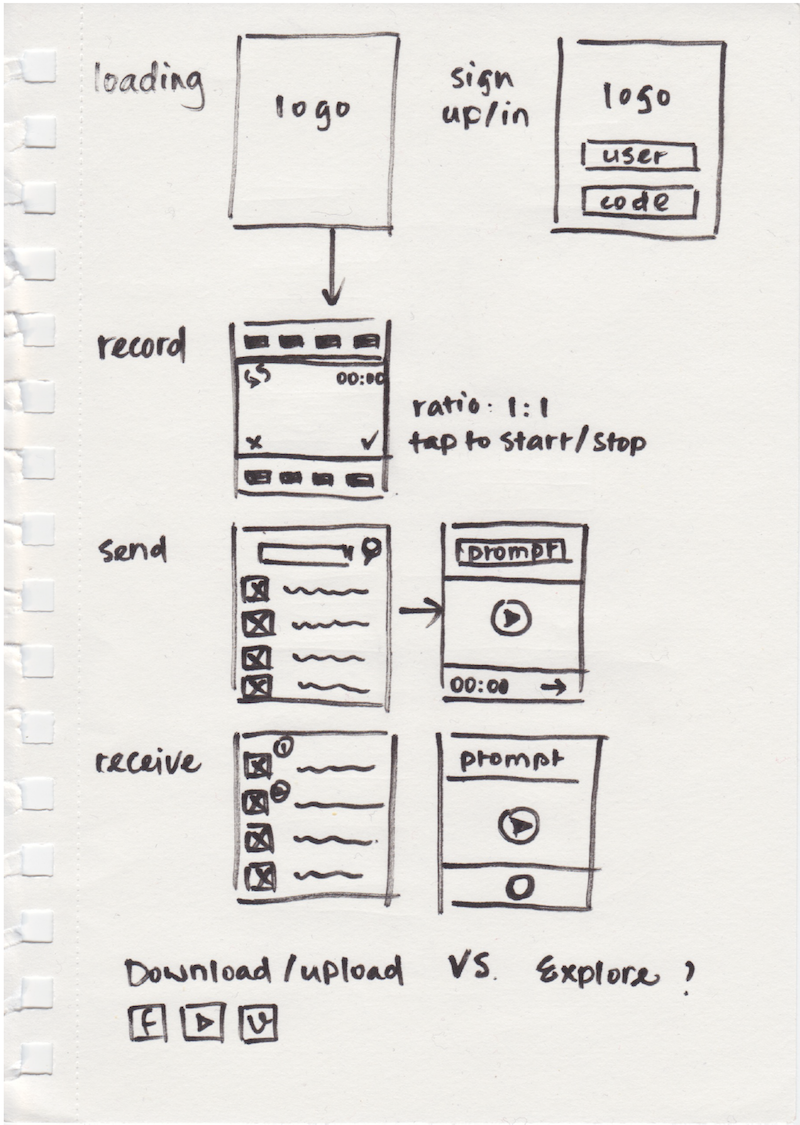 loading
logo
sign
up/in
logo
user
code
record
00:00
ratio: 1:1
tap to start/stop
send
prompt
00:00
receive
1
2
prompt
Download/upload VS. Explore?
f
v